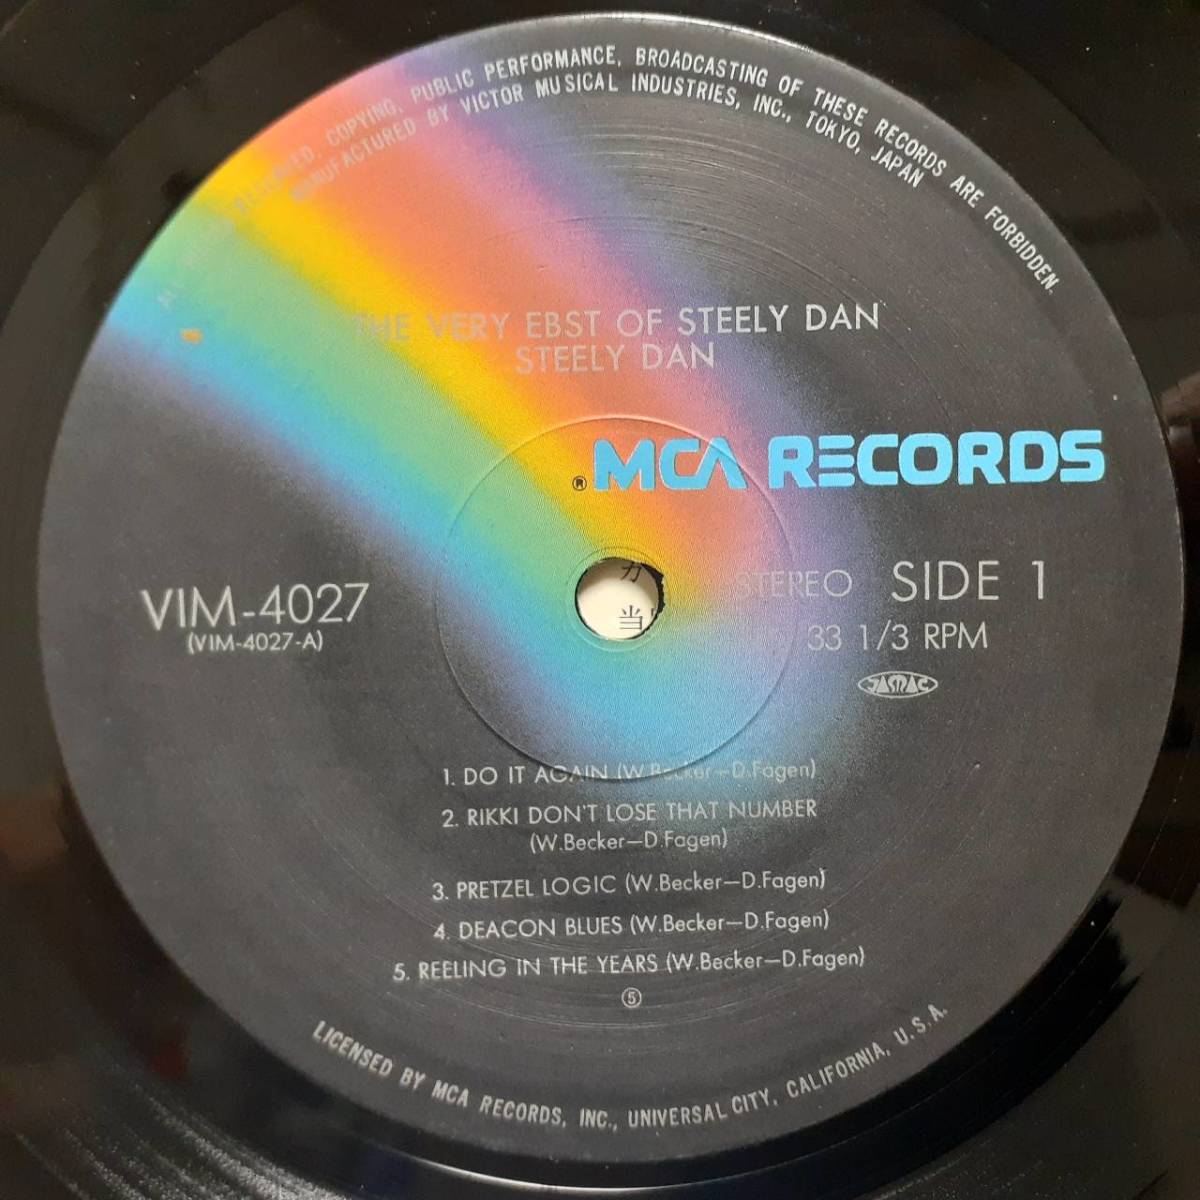 RESERVED. COPYING, PUBLIC PERFORMANCE, BROADCASTING OF THESE RECORDS ARE FORBIDDEN.
MANUFACTURED BY VICTOR MUSICAL INDUSTRIES, INC., TOKYO, JAPAN
THE VERY EBST OF STEELY DAN
STEELY DAN
® MCA RECORDS
VIM-4027
(VIM-4027-A)
カ
当
STEREO SIDE 1
33 1/3 RPM
JASRAC
1. DO IT AGAIN (W.Becker—D.Fagen)
2. RIKKI DON'T LOSE THAT NUMBER
(W.Becker—D.Fagen)
3. PRETZEL LOGIC (W.Becker—D.Fagen)
4. DEACON BLUES (W.Becker—D.Fagen)
5. REELING IN THE YEARS (W.Becker—D.Fagen)
⑤
LICENSED BY MCA RECORDS, INC., UNIVERSAL CITY, CALIFORNIA, U.S.A.